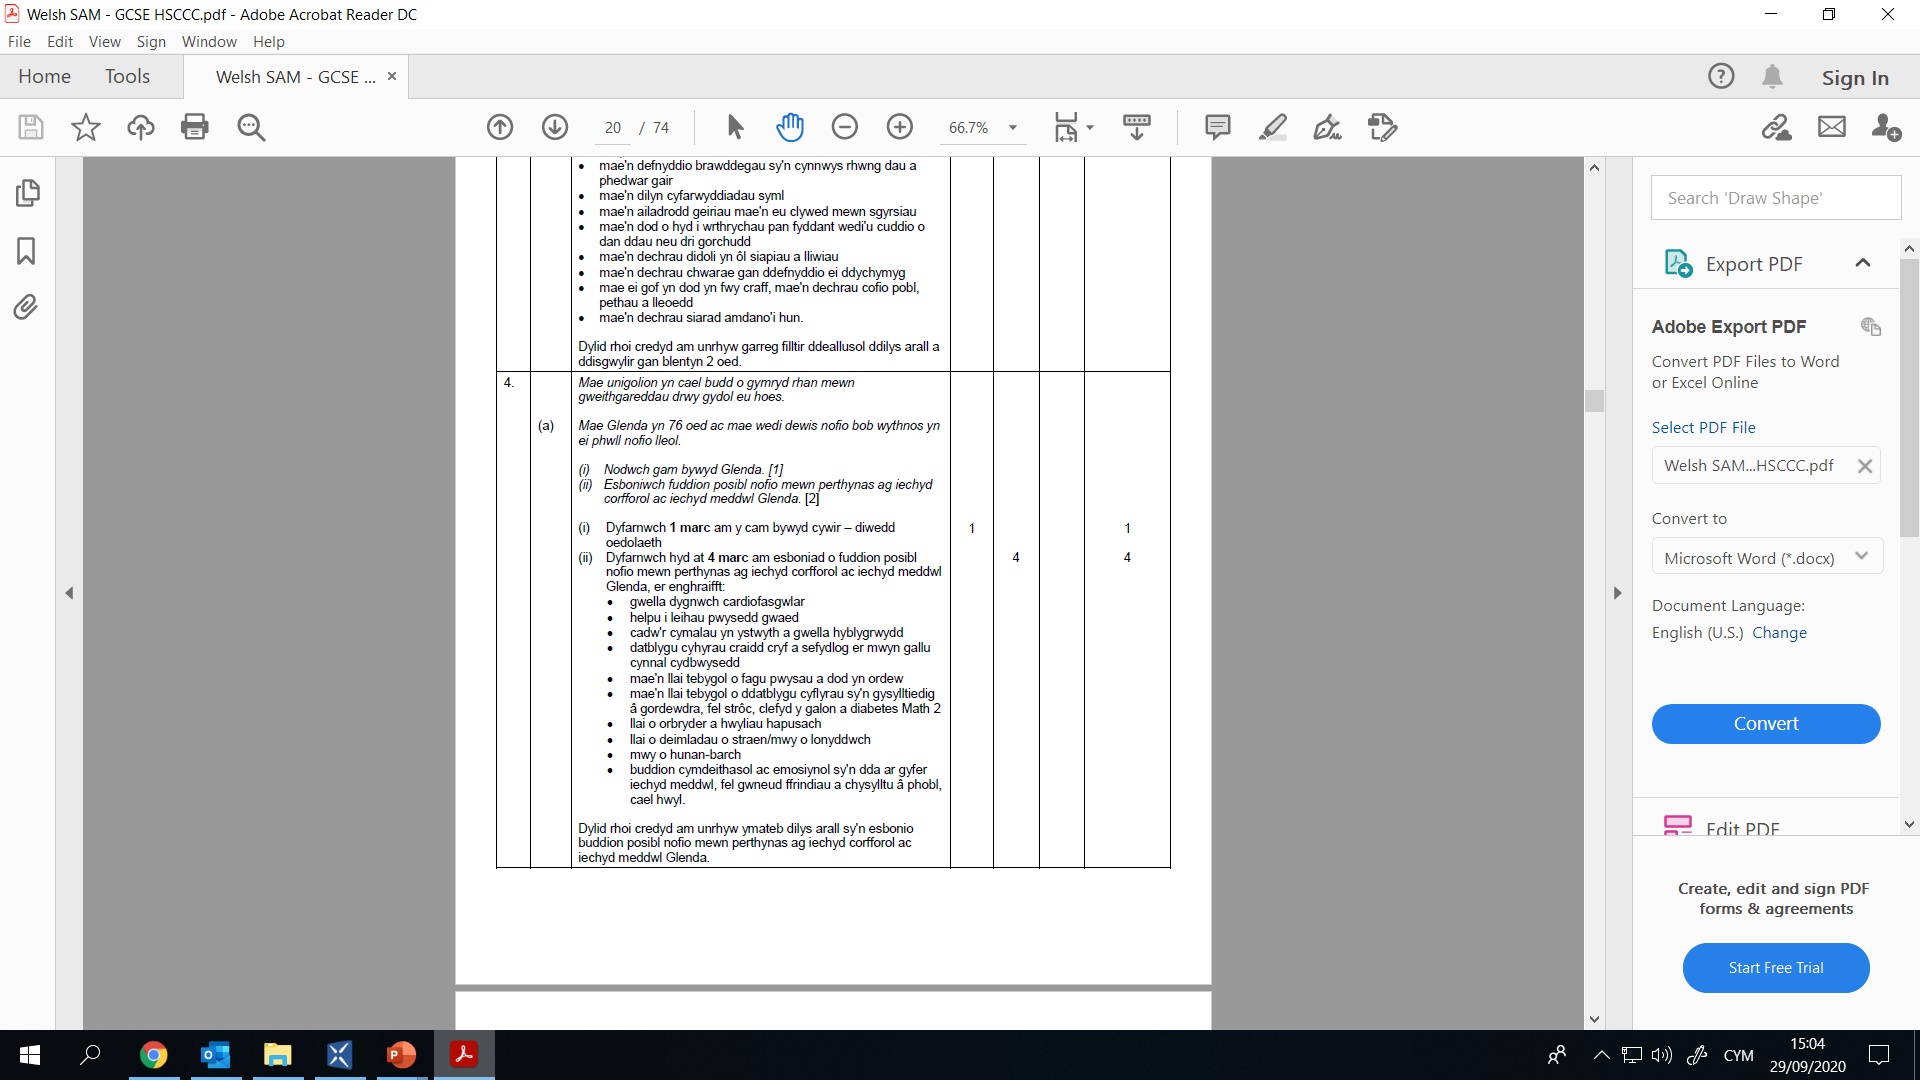 Welsh SAM - GCSE HSCCC.pdf - Adobe Acrobat Reader DC
File Edit View Sign Window Help
Home Tools Welsh SAM - GCSE ... × Sign In
20 / 74 66.7%
mae'n defnyddio brawddegau sy'n cynnwys rhwng dau a
phedwar gair
• mae'n dilyn cyfarwyddiadau syml
• mae'n ailadrodd geiriau mae'n eu clywed mewn sgyrsiau
• mae'n dod o hyd i wrthrychau pan fyddant wedi'u cuddio o
dan ddau neu dri gorchudd
• mae'n dechrau didoli yn ôl siapiau a lliwiau
• mae'n dechrau chwarae gan ddefnyddio ei ddychymyg
• mae ei gof yn dod yn fwy craff, mae'n dechrau cofio pobl,
pethau a lleoedd
• mae'n dechrau siarad amdano'i hun.
Dylid rhoi credyd am unrhyw garreg filltir ddeallusol ddilys arall a
ddisgwylir gan blentyn 2 oed.
4. Mae unigolion yn cael budd o gymryd rhan mewn
gweithgareddau drwy gydol eu hoes.
(a) Mae Glenda yn 76 oed ac mae wedi dewis nofio bob wythnos yn
ei phwll nofio lleol.
(i) Nodwch gam bywyd Glenda. [1]
(ii) Esboniwch fuddion posibl nofio mewn perthynas ag iechyd
corfforol ac iechyd meddwl Glenda. [2]
(i) Dyfarnwch 1 marc am y cam bywyd cywir – diwedd 1 1
oedolaeth
(ii) Dyfarnwch hyd at 4 marc am esboniad o fuddion posibl 4 4
nofio mewn perthynas ag iechyd corfforol ac iechyd meddwl
Glenda, er enghraifft:
• gwella dygnwch cardiofasgwlar
• helpu i leihau pwysedd gwaed
• cadw'r cymalau yn ystwyth a gwella hyblygrwydd
• datblygu cyhyrau craidd cryf a sefydlog er mwyn gallu
cynnal cydbwysedd
• mae'n llai tebygol o fagu pwysau a dod yn ordew
• mae'n llai tebygol o ddatblygu cyflyrau sy'n gysylltiedig
â gordewdra, fel strôc, clefyd y galon a diabetes Math 2
• llai o orbryder a hwyliau hapusach
• llai o deimladau o straen/mwy o lonyddwch
• mwy o hunan-barch
• buddion cymdeithasol ac emosiynol sy'n dda ar gyfer
iechyd meddwl, fel gwneud ffrindiau a chysylltu â phobl,
cael hwyl.
Dylid rhoi credyd am unrhyw ymateb dilys arall sy'n esbonio
buddion posibl nofio mewn perthynas ag iechyd corfforol ac
iechyd meddwl Glenda.
Search 'Draw Shape'
Export PDF
Adobe Export PDF
Convert PDF Files to Word
or Excel Online
Select PDF File
Welsh SAM...HSCCC.pdf
Convert to
Microsoft Word (*.docx)
Document Language:
English (U.S.) Change
Convert
Edit PDF
Create, edit and sign PDF
forms & agreements
Start Free Trial
CYM
15:04
29/09/2020